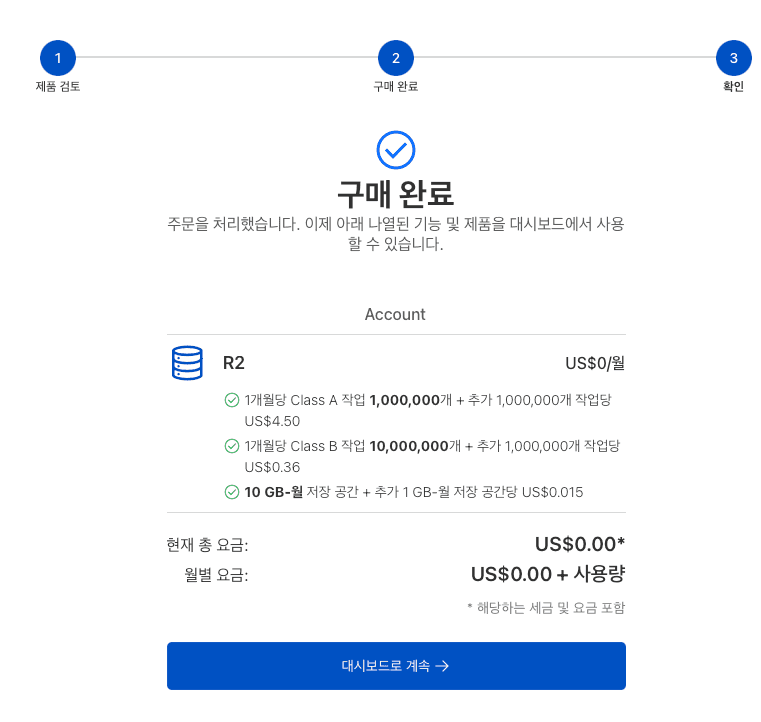 1
2
3
제품 검토
구매 완료
확인
구매 완료
주문을 처리했습니다. 이제 아래 나열된 기능 및 제품을 대시보드에서 사용
할 수 있습니다.
Account
R2
US$0/월
1개월당 Class A 작업 1,000,000개 + 추가 1,000,000개 작업당
US$4.50
1개월당 Class B 작업 10,000,000개 + 추가 1,000,000개 작업당
US$0.36
10 GB-월 저장 공간 + 추가 1 GB-월 저장 공간당 US$0.015
현재 총 요금:
US$0.00*
월별 요금:
US$0.00 + 사용량
* 해당하는 세금 및 요금 포함
대시보드로 계속 →